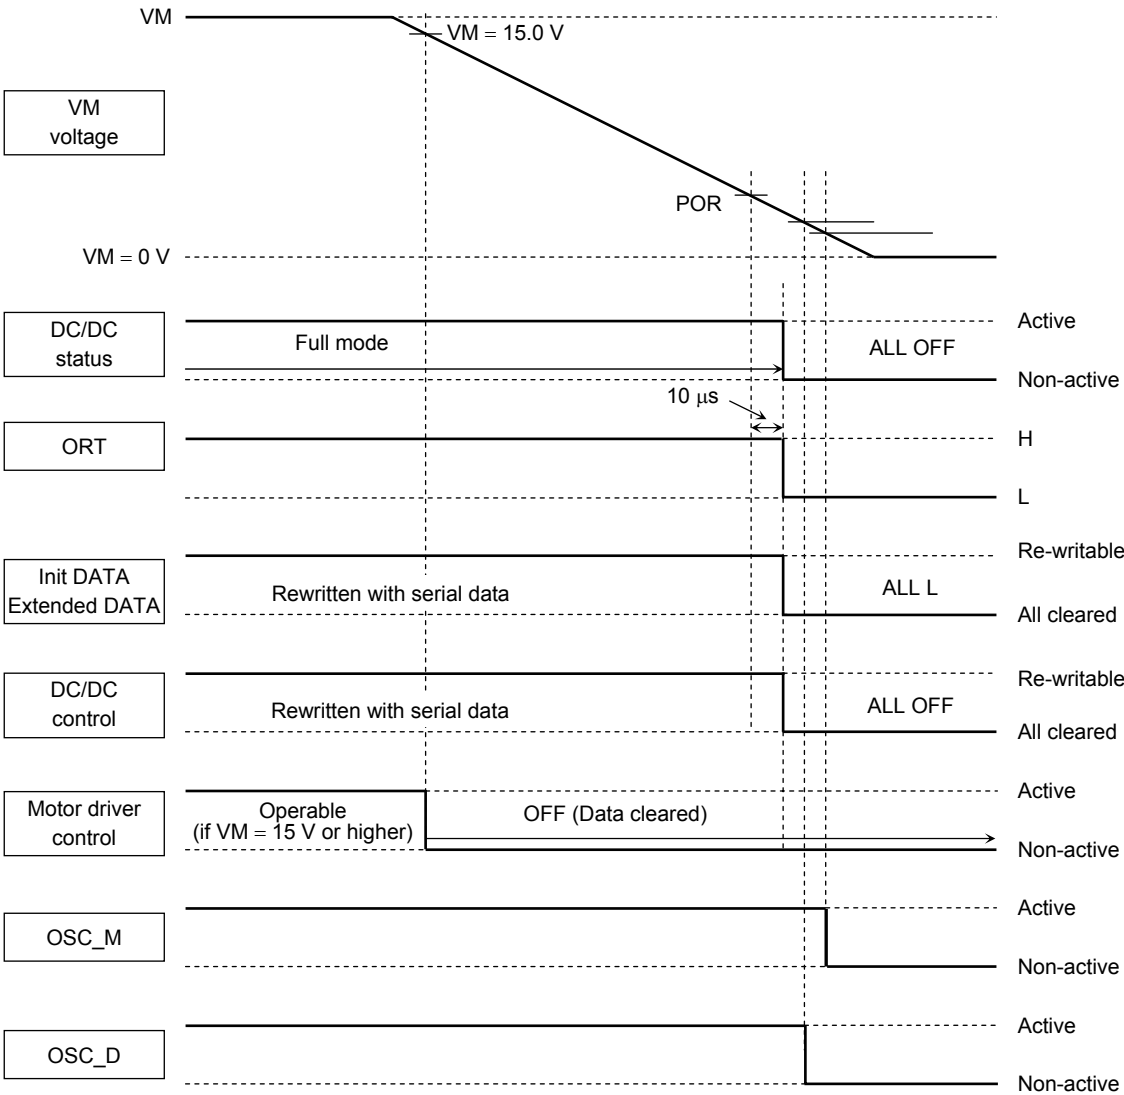 VM
VM = 15.0 V
VM
voltage
POR
VM = 0 V
DC/DC
status
Full mode
ALL OFF
Active
Non-active
10 μs
ORT
H
L
Init DATA
Extended DATA
Rewritten with serial data
ALL L
Re-writable
All cleared
DC/DC
control
Rewritten with serial data
ALL OFF
Re-writable
All cleared
Motor driver
control
Operable
(if VM = 15 V or higher)
OFF (Data cleared)
Active
Non-active
OSC_M
Active
Non-active
OSC_D
Active
Non-active